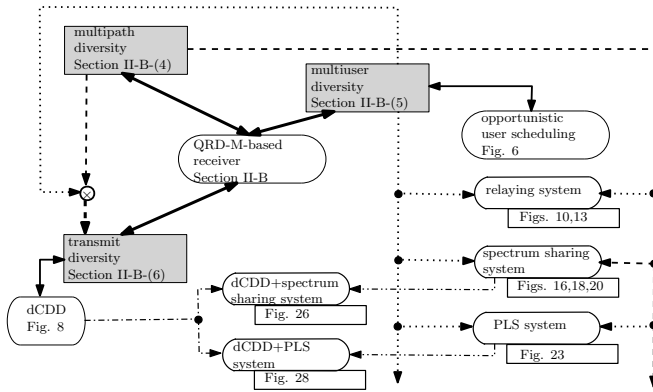 multipath
diversity
Section II-B-(4)
multiuser
diversity
Section II-B-(5)
opportunistic
user scheduling
Fig. 6
QRD-M-based
receiver
Section II-B
×
relaying system
Figs. 10,13
transmit
diversity
Section II-B-(6)
spectrum sharing
system
Figs. 16,18,20
dCDD+spectrum
sharing system
Fig. 26
dCDD
Fig. 8
PLS system
Fig. 23
dCDD+PLS
system
Fig. 28